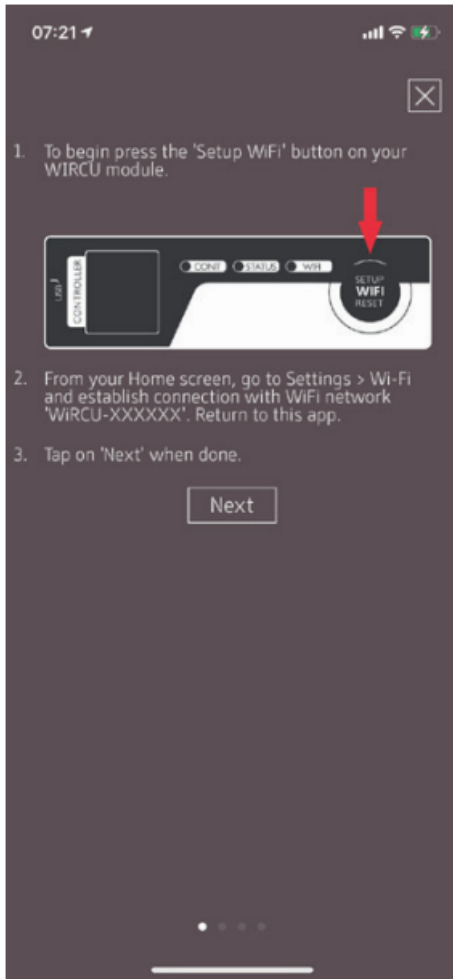 07:21
1. To begin press the 'Setup WiFi' button on your
WIRCU module.
USB
CONTROLLER
CONT STATUS WIFI
SETUP
WIFI
RESET
2. From your Home screen, go to Settings > Wi-Fi
and establish connection with WiFi network
'WiRCU-XXXXXX'. Return to this app.
3. Tap on 'Next' when done.
Next